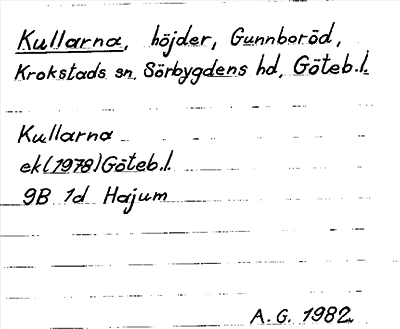 Kullarna, höjder, Gunnboröd,
Krokstads sn, Sörbygdens hd, Göteb.l.
Kullarna
ek(1978)Göteb.l.
9B 1d Hajum
A.G. 1982.